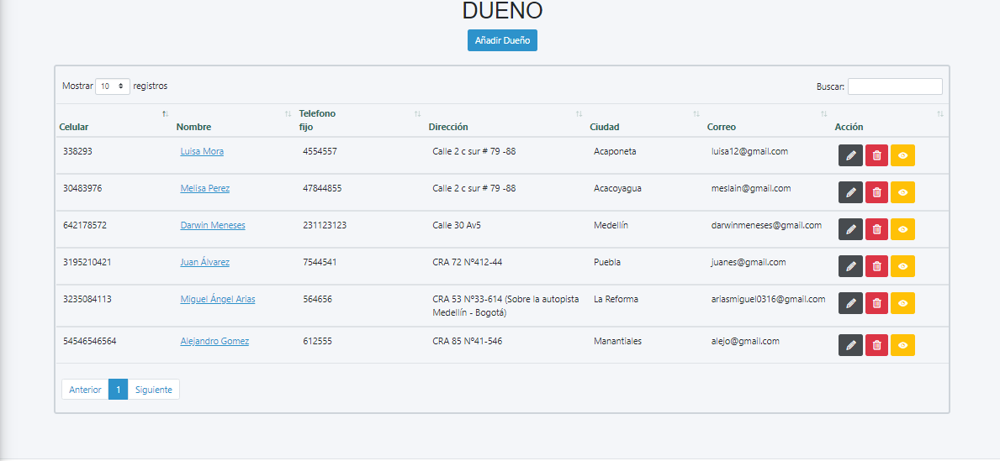 DUEÑO
Añadir Dueño
Mostrar 10 registros
Buscar:
Celular Nombre Telefono fijo Dirección Ciudad Correo Acción
338293 Luisa Mora 4554557 Calle 2 c sur # 79 -88 Acaponeta luisa12@gmail.com
30483976 Melisa Perez 47844855 Calle 2 c sur # 79 -88 Acacoyagua meslain@gmail.com
642178572 Darwin Meneses 231123123 Calle 30 Av5 Medellín darwinmeneses@gmail.com
3195210421 Juan Álvarez 7544541 CRA 72 N°412-44 Puebla juanes@gmail.com
3235084113 Miguel Ángel Arias 564656 CRA 53 N°33-614 (Sobre la autopista Medellín - Bogotá) La Reforma ariasmiguel0316@gmail.com
54546546564 Alejandro Gomez 612555 CRA 85 N°41-546 Manantiales alejo@gmail.com
Anterior 1 Siguiente